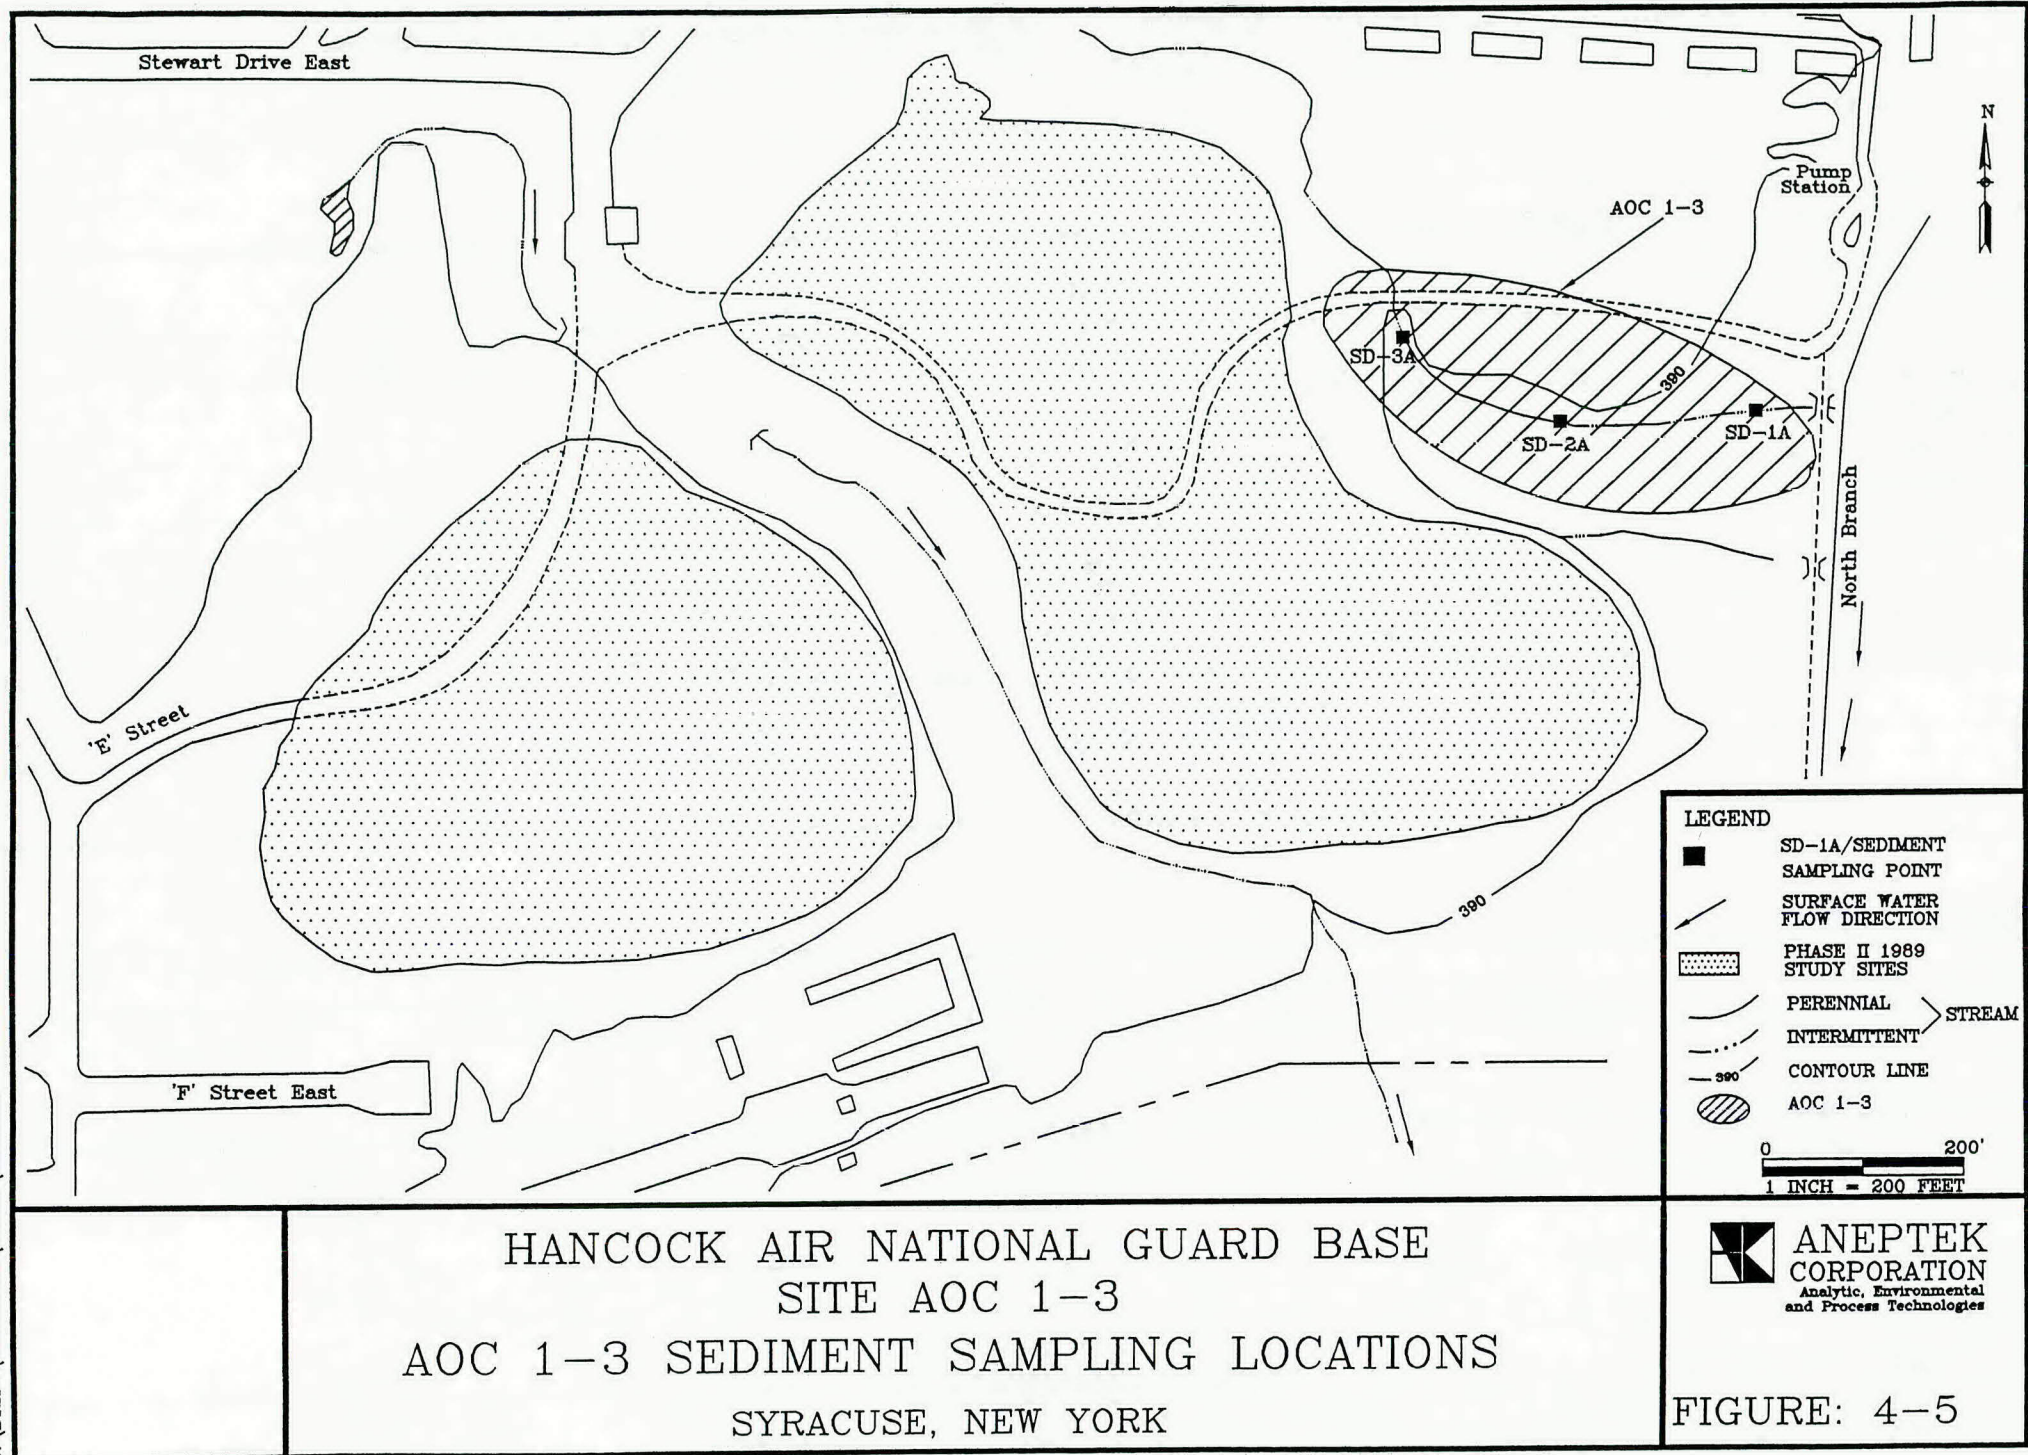 Stewart Drive East
N
Pump
Station
AOC 1-3
SD-3A
390
SD-2A
SD-1A
North Branch
'E' Street
390
'F' Street East
LEGEND
SD-1A/SEDIMENT
SAMPLING POINT
SURFACE WATER
FLOW DIRECTION
PHASE II 1989
STUDY SITES
PERENNIAL
STREAM
INTERMITTENT
390
CONTOUR LINE
AOC 1-3
0 200'
1 INCH = 200 FEET
HANCOCK AIR NATIONAL GUARD BASE
SITE AOC 1-3
AOC 1-3 SEDIMENT SAMPLING LOCATIONS
SYRACUSE, NEW YORK
ANEPTEK
CORPORATION
Analytic, Environmental
and Process Technologies
FIGURE: 4-5